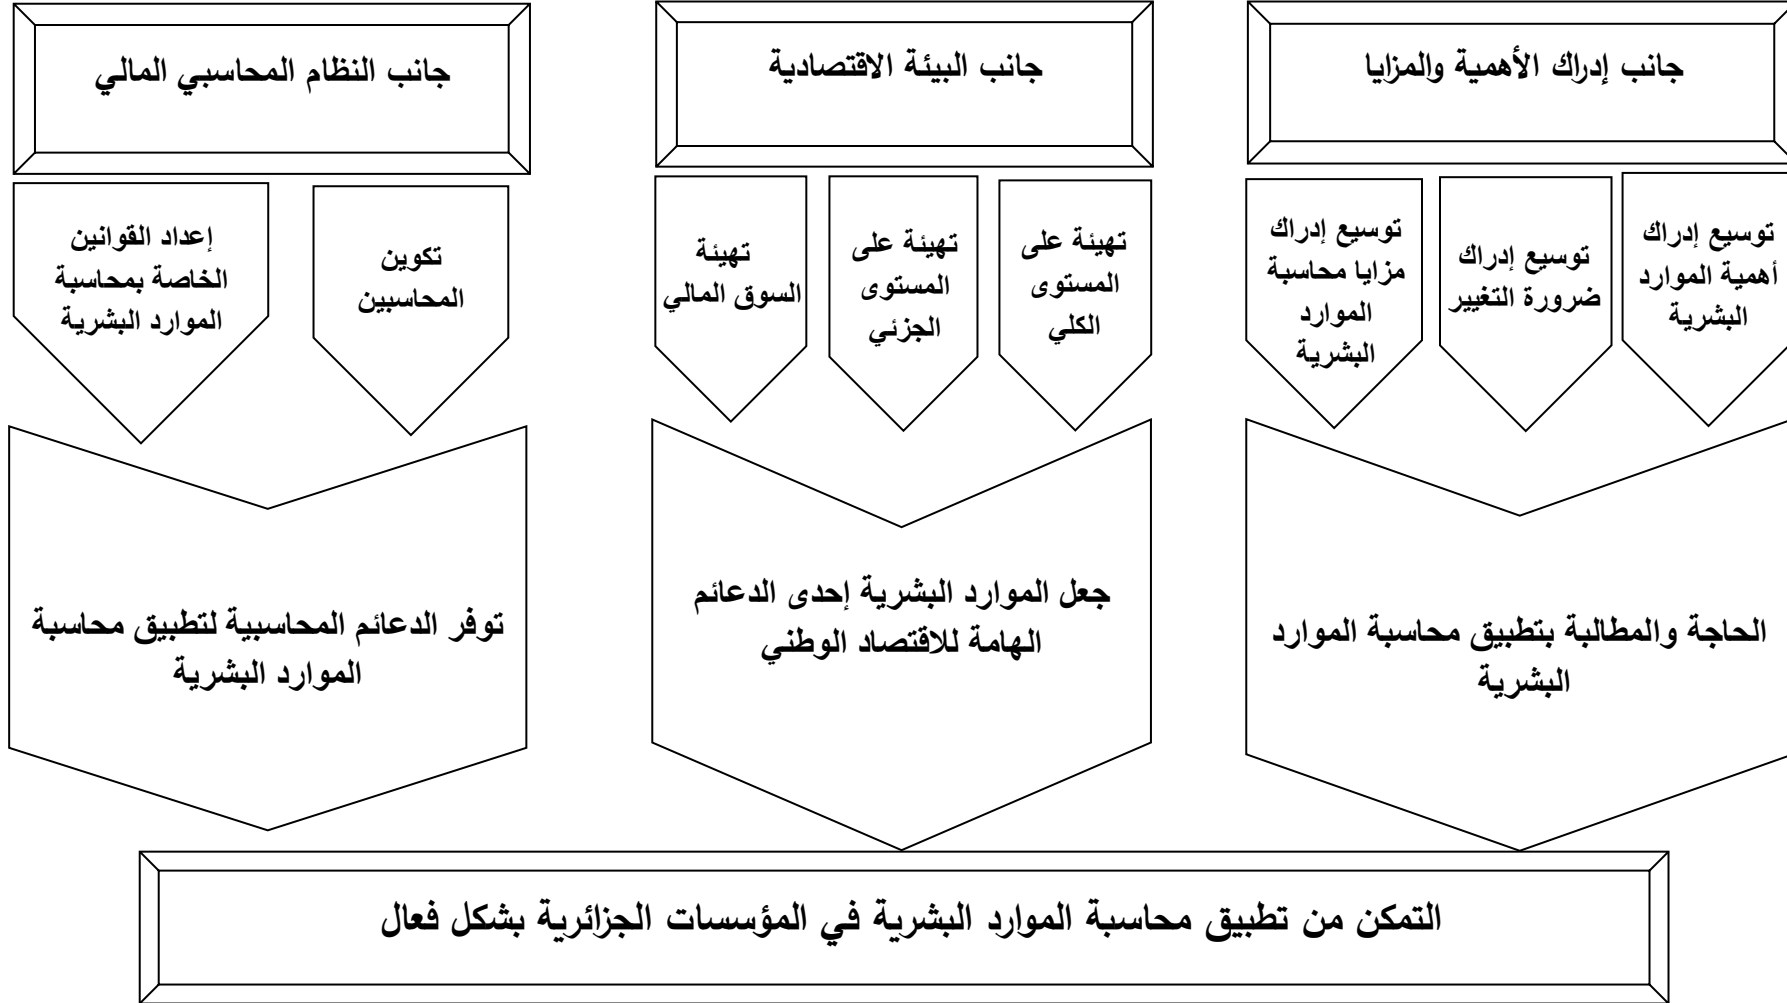 جانب إدراك الأهمية والمزايا
جانب البيئة الاقتصادية
جانب النظام المحاسبي المالي
توسيع إدراك
أهمية الموارد
البشرية
توسيع إدراك
ضرورة التغيير
توسيع إدراك
مزايا محاسبة
الموارد
البشرية
تهيئة على
المستوى
الكلي
تهيئة على
المستوى
الجزئي
تهيئة
السوق المالي
تكوين
المحاسبين
إعداد القوانين
الخاصة بمحاسبة
الموارد البشرية
الحاجة والمطالبة بتطبيق محاسبة الموارد
البشرية
جعل الموارد البشرية إحدى الدعائم
الهامة للاقتصاد الوطني
توفر الدعائم المحاسبية لتطبيق محاسبة
الموارد البشرية
التمكن من تطبيق محاسبة الموارد البشرية في المؤسسات الجزائرية بشكل فعال